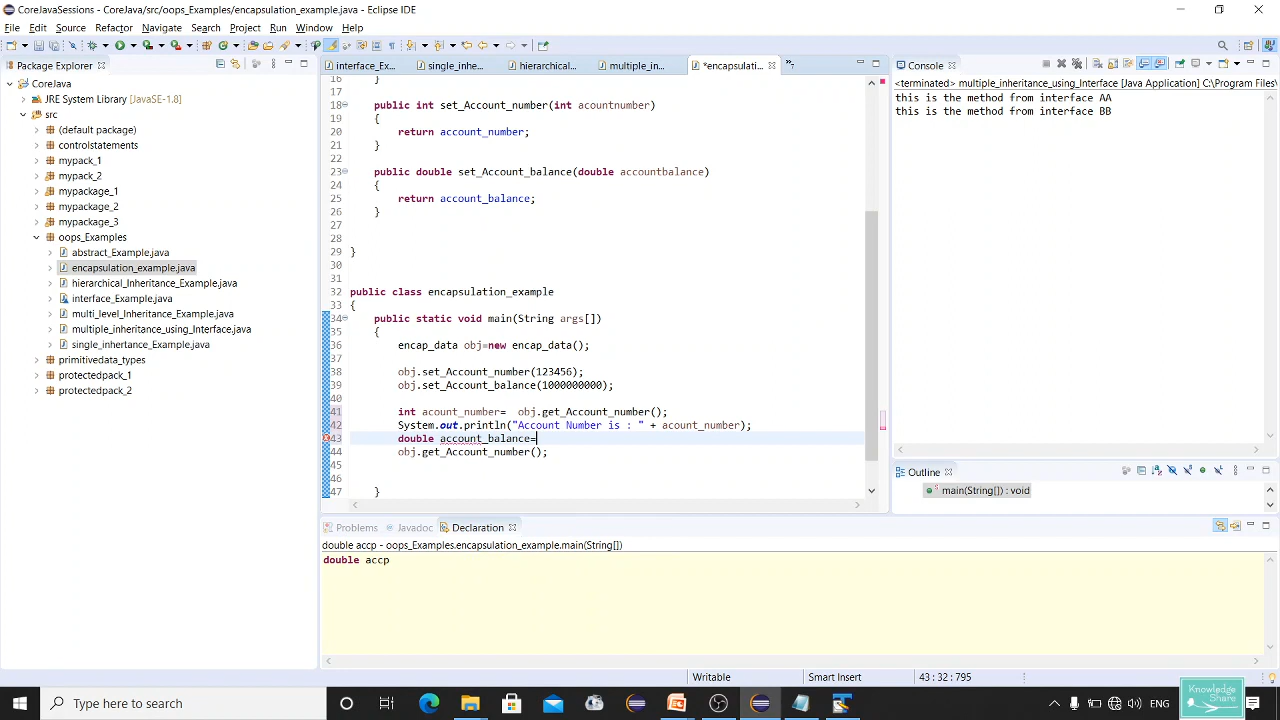 CoreJavaSessions - CoreJava/src/oops_Examples/encapsulation_example.java - Eclipse IDE
File Edit Source Refactor Navigate Search Project Run Window Help
Package Explorer
CoreJava
JRE System Library [JavaSE-1.8]
src
(default package)
controlstatements
mypack_1
mypack_2
mypackage_1
mypackage_2
mypackage_3
oops_Examples
abstract_Example.java
encapsulation_example.java
hierarchical_Inheritance_Example.java
interface_Example.java
multi_level_Inheritance_Example.java
multiple_inheritance_using_Interface.java
single_inhertance_Example.java
primitivedata_types
protectedpack_1
protectedpack_2
interface_Ex... single_inhe... hierarchical... multiple_in... *encapsulati...
16 }
17
18 public int set_Account_number(int acountnumber)
19 {
20 return account_number;
21 }
22
23 public double set_Account_balance(double accountbalance)
24 {
25 return account_balance;
26 }
27
28
29 }
30
31
32 public class encapsulation_example
33 {
34 public static void main(String args[])
35 {
36 encap_data obj=new encap_data();
37
38 obj.set_Account_number(123456);
39 obj.set_Account_balance(1000000000);
40
41 int acount_number= obj.get_Account_number();
42 System.out.println("Account Number is : " + acount_number);
43 double account_balance=
44 obj.get_Account_number();
45
46
47 }
Console
<terminated> multiple_inheritance_using_Interface [Java Application] C:\Program Files\
this is the method from interface AA
this is the method from interface BB
Outline
main(String[]) : void
Problems Javadoc Declaration
double accp - oops_Examples.encapsulation_example.main(String[])
double accp
Writable Smart Insert 43 : 32 : 795
Type here to search
ENG
Knowledge
Share